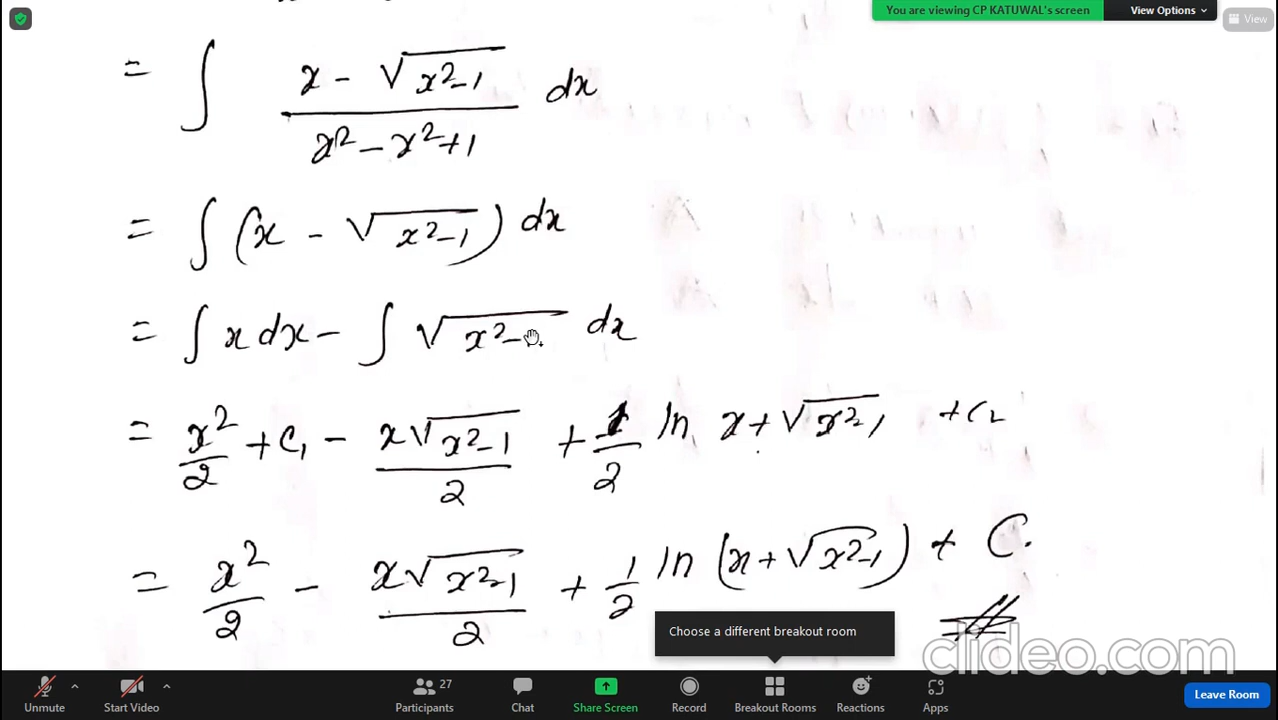 You are viewing CP KATUWAL's screen
View Options
View
= ∫ x - √(x²-1) / x² - x² + 1 dx
= ∫ (x - √(x²-1)) dx
= ∫ x dx - ∫ √(x²- dx
= x²/2 + C₁ - x√(x²-1)/2 + 1/2 ln x + √(x²-1) + C₂
= x²/2 - x√(x²-1)/2 + 1/2 ln (x + √(x²-1)) + C.
Choose a different breakout room
clideo.com
Unmute
Start Video
27
Participants
Chat
Share Screen
Record
Breakout Rooms
Reactions
Apps
Leave Room